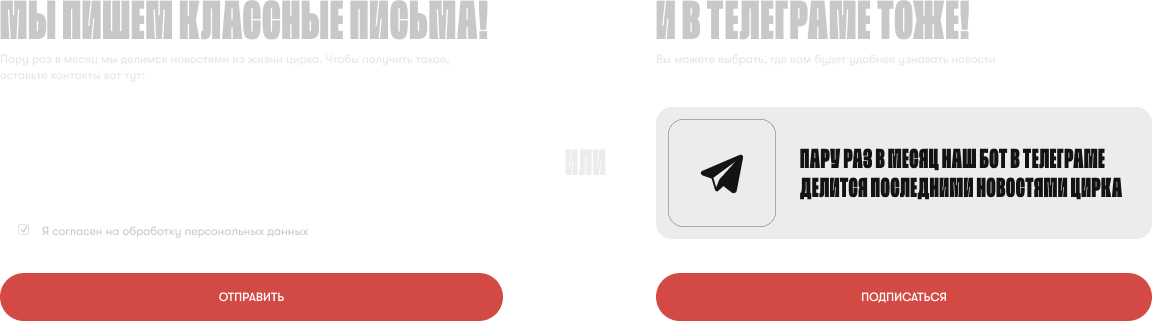 МЫ ПИШЕМ КЛАССНЫЕ ПИСЬМА!
Пару раз в месяц мы делимся новостями из жизни цирка. Чтобы получить такое,
оставьте контакты вот тут:
Я согласен на обработку персональных данных
ОТПРАВИТЬ
ИЛИ
И В ТЕЛЕГРАМЕ ТОЖЕ!
Вы можете выбрать, где вам будет удобнее узнавать новости
ПАРУ РАЗ В МЕСЯЦ НАШ БОТ В ТЕЛЕГРАМЕ
ДЕЛИТСЯ ПОСЛЕДНИМИ НОВОСТЯМИ ЦИРКА
ПОДПИСАТЬСЯ